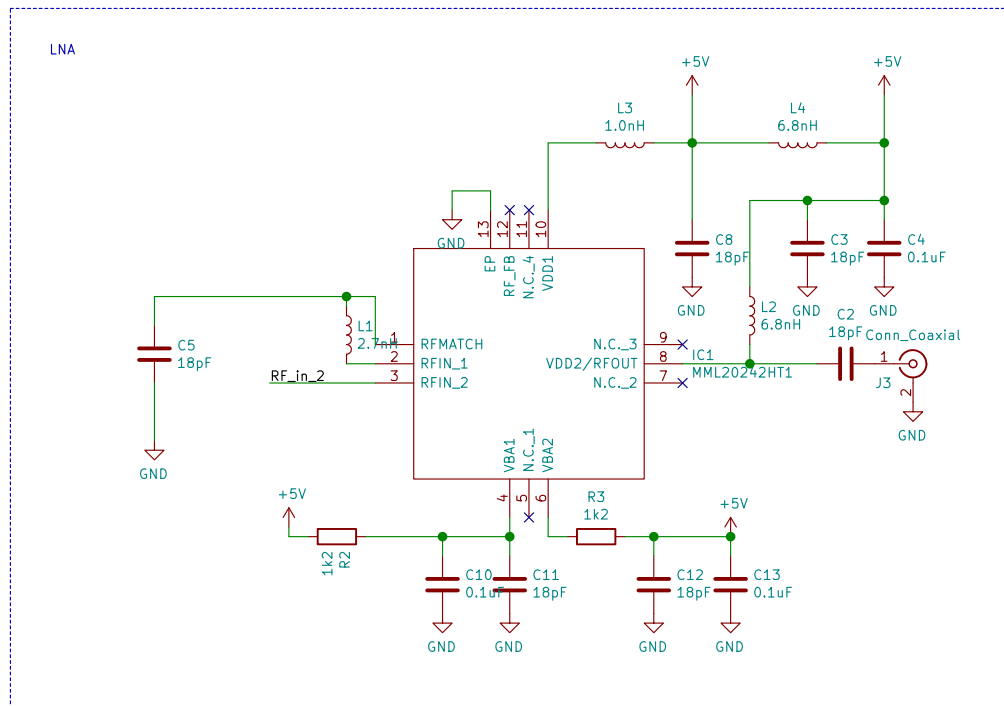 LNA
+5V
+5V
L3
1.0nH
L4
6.8nH
13
12
11
10
GND
EP
RF_FB
N.C._4
VDD1
C8
18pF
C3
18pF
C4
0.1uF
GND
GND
GND
L2
6.8nH
C2
18pF
Conn_Coaxial
1
J3
2
GND
L1
2.7nH
C5
18pF
GND
RF_in_2
1
2
3
RFMATCH
RFIN_1
RFIN_2
N.C._3
VDD2/RFOUT
N.C._2
9
8
7
IC1
MML20242HT1
VBA1
N.C._1
VBA2
4
5
6
+5V
1k2
R2
R3
1k2
+5V
C10
0.1uF
C11
18pF
C12
18pF
C13
0.1uF
GND
GND
GND
GND